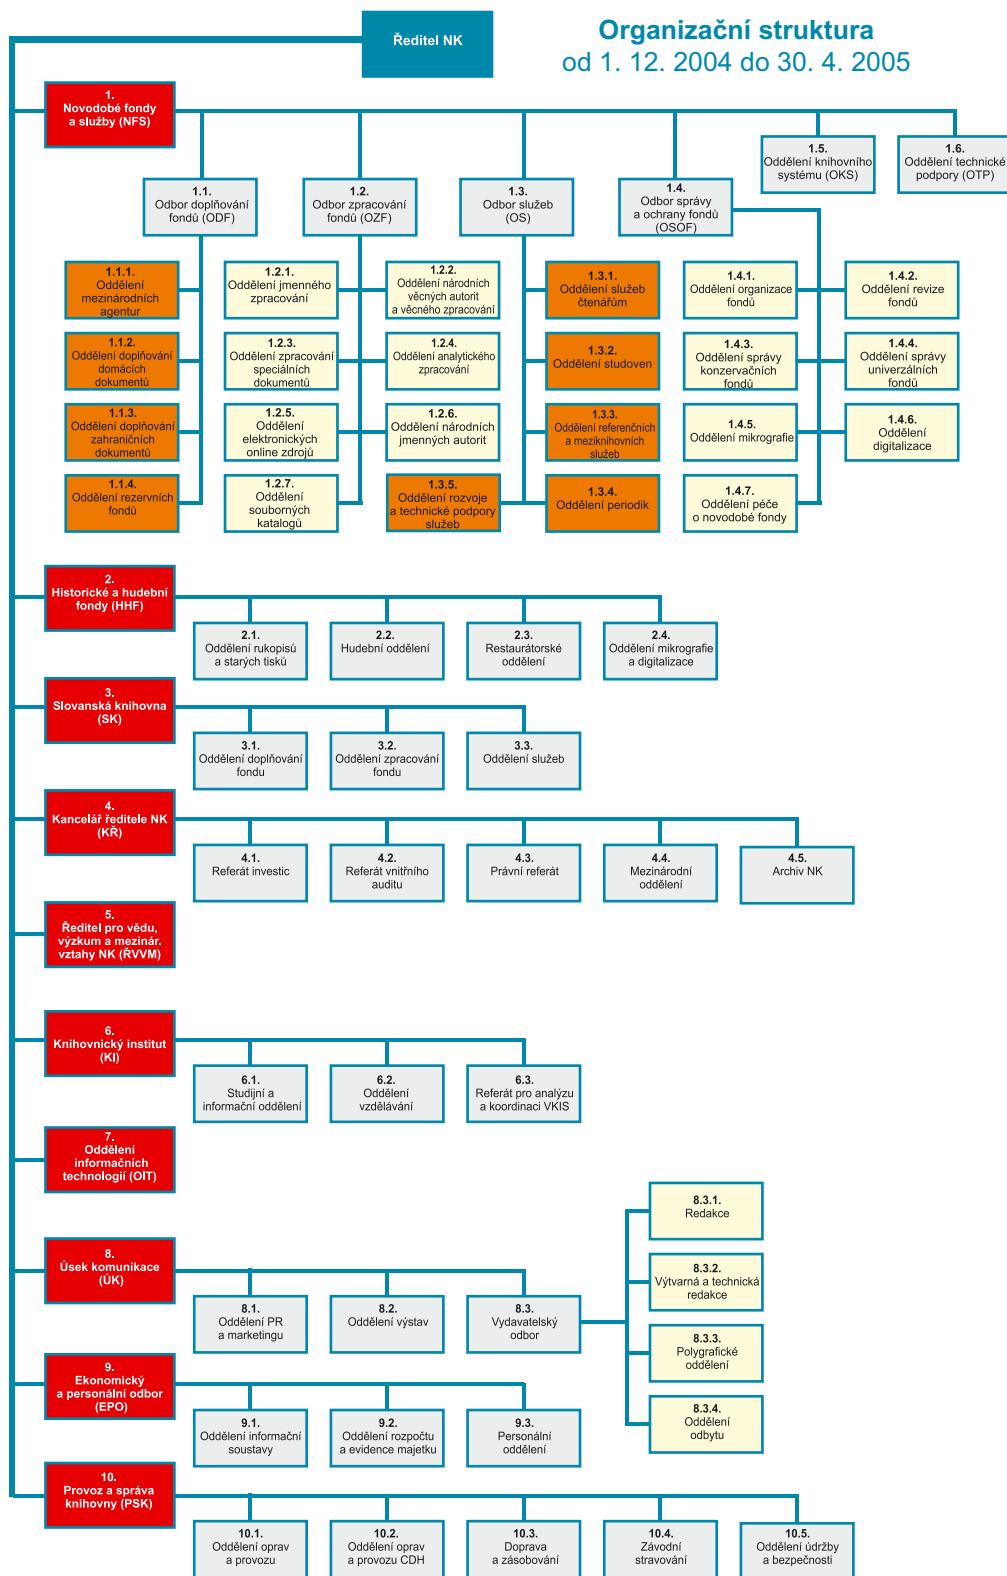 Ředitel NK
Organizační struktura
od 1. 12. 2004 do 30. 4. 2005
1.
Novodobé fondy
a služby (NFS)
1.1.
Odbor doplňování
fondů (ODF)
1.2.
Odbor zpracování
fondů (OZF)
1.3.
Odbor služeb
(OS)
1.4.
Odbor správy
a ochrany fondů
(OSOF)
1.5.
Oddělení knihovního
systému (OKS)
1.6.
Oddělení technické
podpory (OTP)
1.1.1.
Oddělení
mezinárodních
agentur
1.2.1.
Oddělení jmenného
zpracování
1.2.2.
Oddělení národních
věcných autorit
a věcného zpracování
1.3.1.
Oddělení služeb
čtenářům
1.4.1.
Oddělení organizace
fondů
1.4.2.
Oddělení revize
fondů
1.1.2.
Oddělení doplňování
domácích
dokumentů
1.2.3.
Oddělení zpracování
speciálních
dokumentů
1.2.4.
Oddělení analytického
zpracování
1.3.2.
Oddělení studoven
1.4.3.
Oddělení správy
konzervačních
fondů
1.4.4.
Oddělení správy
univerzálních
fondů
1.1.3.
Oddělení doplňování
zahraničních
dokumentů
1.2.5.
Oddělení
elektronických
online zdrojů
1.2.6.
Oddělení národních
jmenných autorit
1.3.3.
Oddělení referenčních
a meziknihovních
služeb
1.4.5.
Oddělení mikrografie
1.4.6.
Oddělení
digitalizace
1.1.4.
Oddělení rezervních
fondů
1.2.7.
Oddělení
souborných
katalogů
1.3.5.
Oddělení rozvoje
a technické podpory
služeb
1.3.4.
Oddělení periodik
1.4.7.
Oddělení péče
o novodobé fondy
2.
Historické a hudební
fondy (HHF)
2.1.
Oddělení rukopisů
a starých tisků
2.2.
Hudební oddělení
2.3.
Restaurátorské
oddělení
2.4.
Oddělení mikrografie
a digitalizace
3.
Slovanská knihovna
(SK)
3.1.
Oddělení doplňování
fondu
3.2.
Oddělení zpracování
fondu
3.3.
Oddělení služeb
4.
Kancelář ředitele NK
(KŘ)
4.1.
Referát investic
4.2.
Referát vnitřního
auditu
4.3.
Právní referát
4.4.
Mezinárodní
oddělení
4.5.
Archiv NK
5.
Ředitel pro vědu,
výzkum a mezinár.
vztahy NK (ŘVVM)
6.
Knihovnický institut
(KI)
6.1.
Studijní a
informační oddělení
6.2.
Oddělení
vzdělávání
6.3.
Referát pro analýzu
a koordinaci VKIS
7.
Oddělení
informačních
technologií (OIT)
8.
Úsek komunikace
(ÚK)
8.1.
Oddělení PR
a marketingu
8.2.
Oddělení výstav
8.3.
Vydavatelský
odbor
8.3.1.
Redakce
8.3.2.
Výtvarná a technická
redakce
8.3.3.
Polygrafické
oddělení
8.3.4.
Oddělení
odbytu
9.
Ekonomický
a personální odbor
(EPO)
9.1.
Oddělení informační
soustavy
9.2.
Oddělení rozpočtu
a evidence majetku
9.3.
Personální
oddělení
10.
Provoz a správa
knihovny (PSK)
10.1.
Oddělení oprav
a provozu
10.2.
Oddělení oprav
a provozu CDH
10.3.
Doprava
a zásobování
10.4.
Závodní
stravování
10.5.
Oddělení údržby
a bezpečnosti